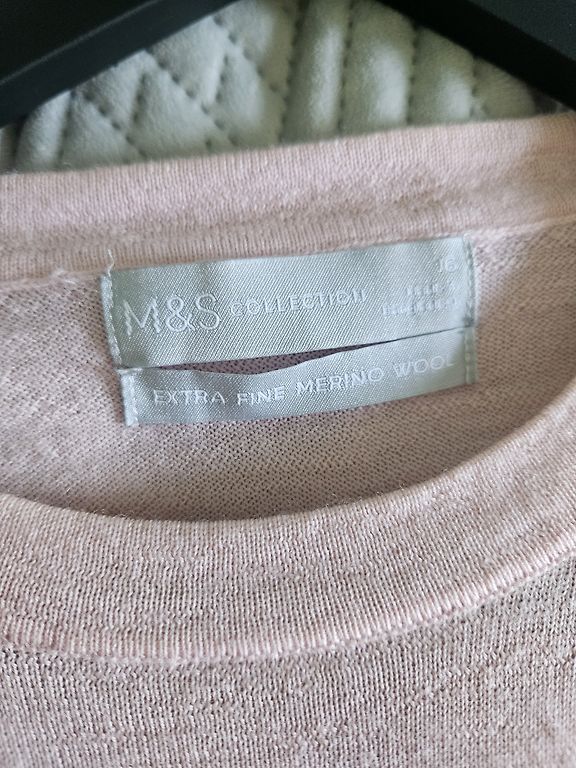 M&S COLLECTION
16
EXTRA FINE MERINO WOOL